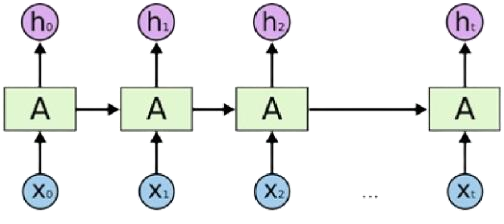 h₀ h₁ h₂ hₜ
A A A A
x₀ x₁ x₂ ... xₜ